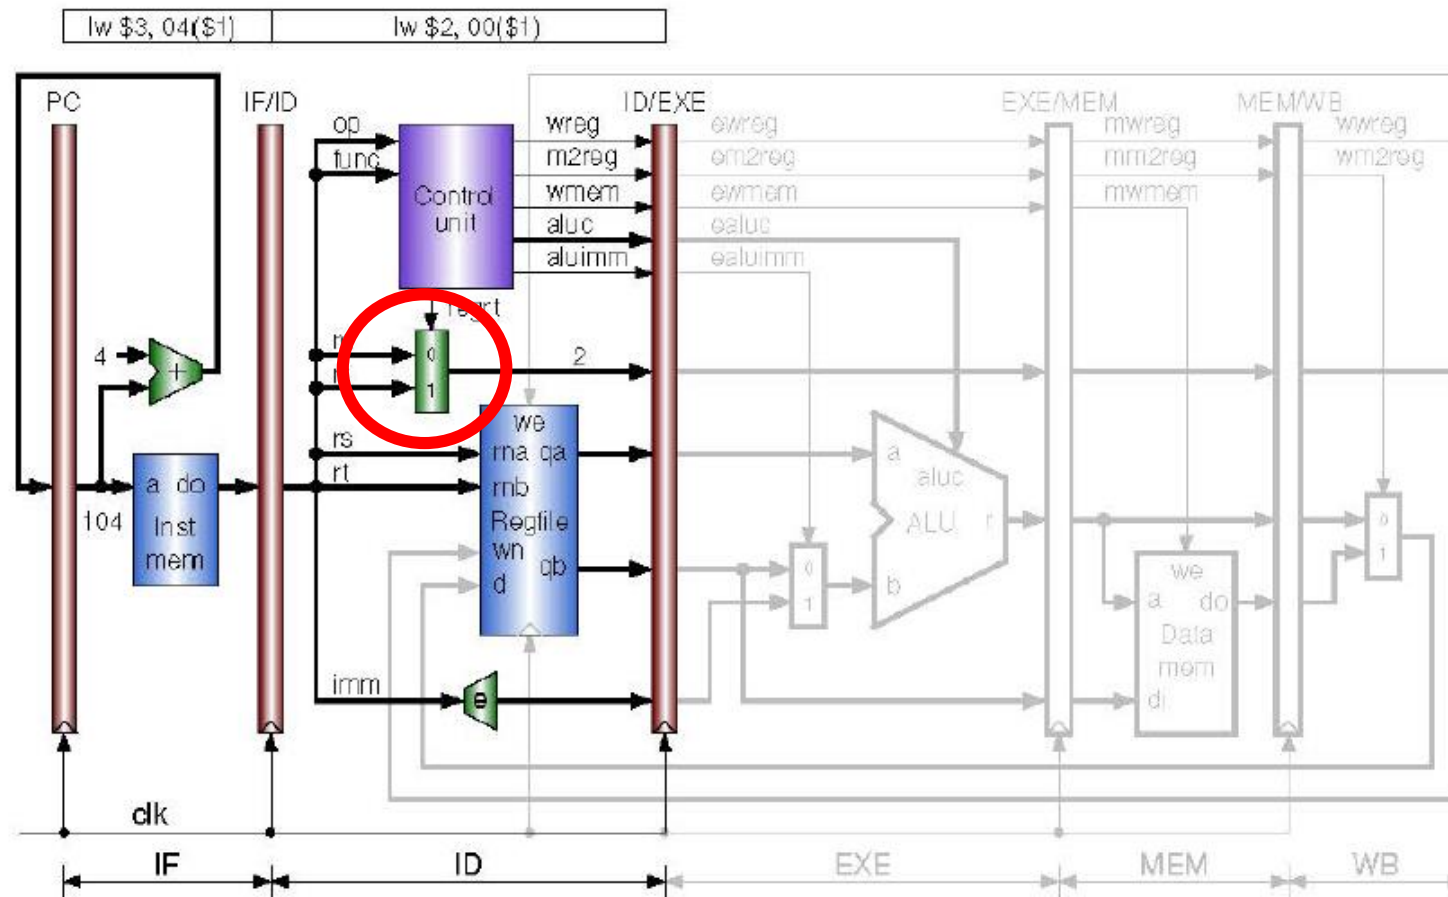 lw $3, 04($1) lw $2, 00($1)
PC IF/ID ID/EXE EXE/MEM MEM/WB
op wreg ewreg mwreg wwreg
func m2reg em2reg mm2reg wm2reg
Control unit
wmem ewmem mwmem
aluc ealuc
aluimm ealuimm
regrt
4
+
0
1
2
we
rs rna qa
rt rnb
Regfile
wn
d
qb
a do
Inst
mem
104
a
aluc
ALU
r
b
0
1
0
1
we
a do
Data
mem
di
imm
e
clk
IF ID EXE MEM WB